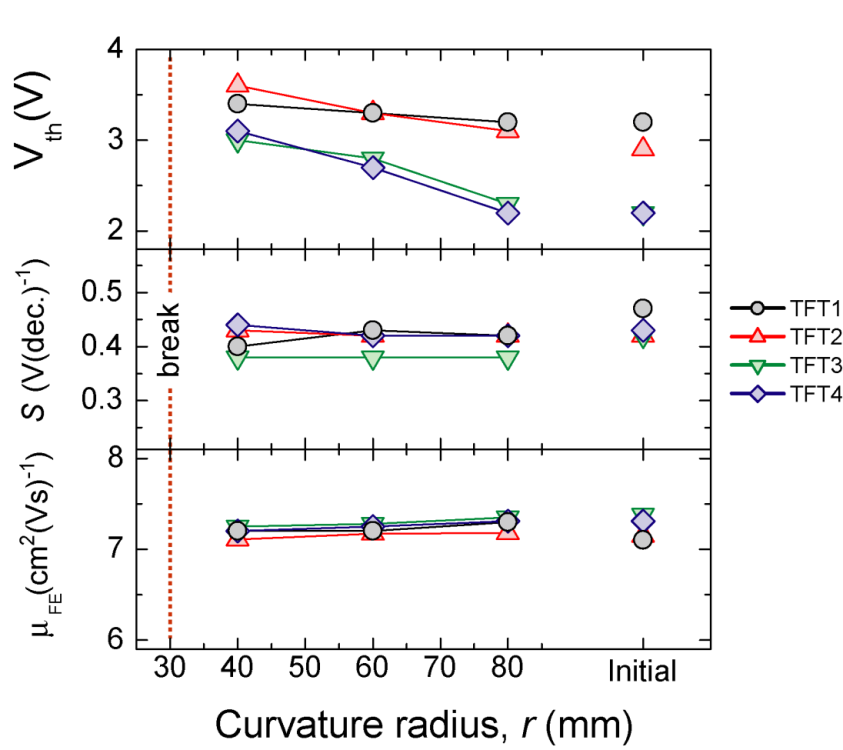 4
3
2
V_th (V)
0.5
0.4
0.3
S (V(dec.)^-1)
break
8
7
6
μ_FE (cm^2(Vs)^-1)
30 40 60 70 80 Initial
Curvature radius, r (mm)
TFT1
TFT2
TFT3
TFT4